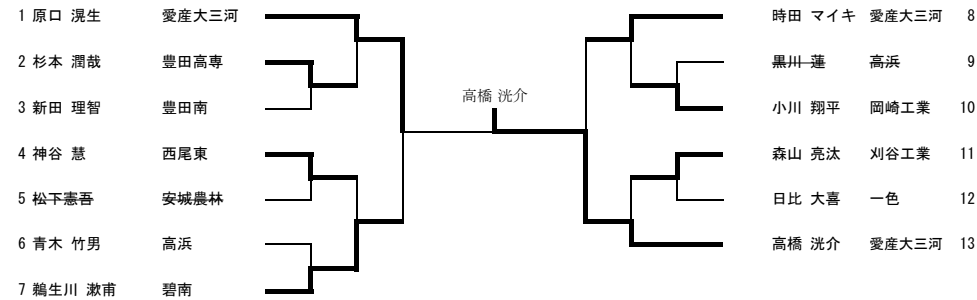 1 原口 滉生 愛産大三河
2 杉本 潤哉 豊田高専
3 新田 理智 豊田南
4 神谷 慧 西尾東
5 松下憲吾 安城農林
6 青木 竹男 高浜
7 鵜生川 漱甫 碧南
高橋 洸介
時田 マイキ 愛産大三河 8
黒川 蓮 高浜 9
小川 翔平 岡崎工業 10
森山 亮汰 刈谷工業 11
日比 大喜 一色 12
高橋 洸介 愛産大三河 13